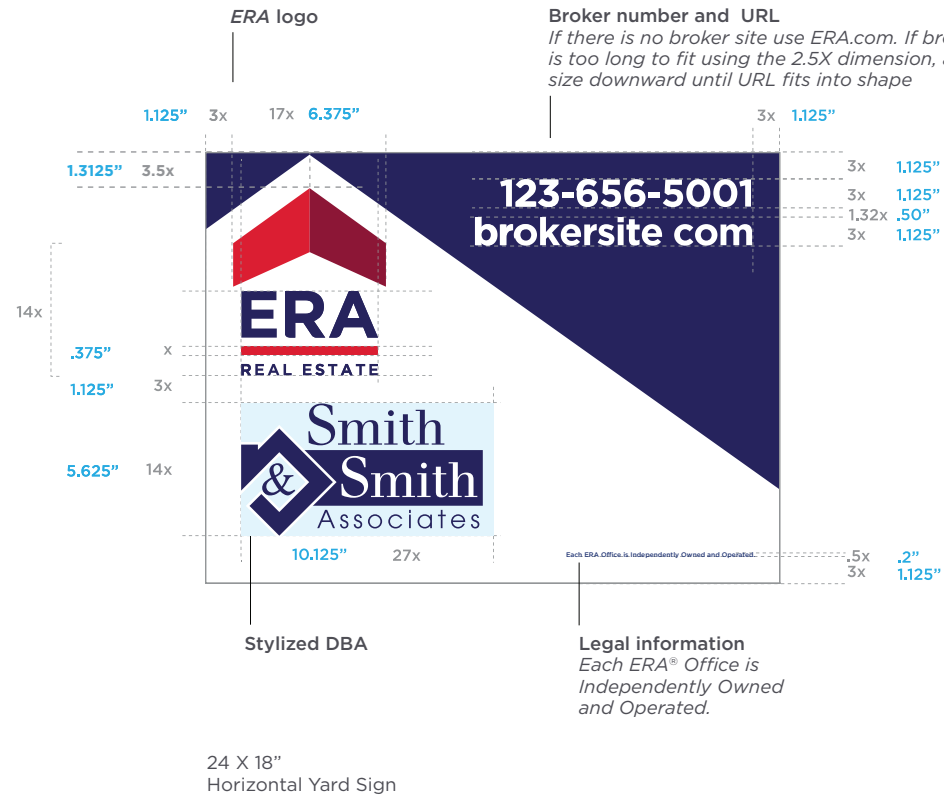 ERA logo
Broker number and URL
If there is no broker site use ERA.com. If
is too long to fit using the 2.5X dimension,
size downward until URL fits into shape
1.125” 3x 17x 6.375” 3x 1.125”
1.3125” 3.5x
3x 1.125”
123-656-5001
3x 1.125”
1.32x .50”
brokersite com
3x 1.125”
14x
ERA
.375” x
REAL ESTATE
1.125” 3x
Smith
&
Smith
5.625” 14x
Associates
10.125” 27x
Each ERA Office is Independently Owned and Operated.
.5x .2”
3x 1.125”
Stylized DBA
Legal information
Each ERA® Office is
Independently Owned
and Operated.
24 X 18”
Horizontal Yard Sign